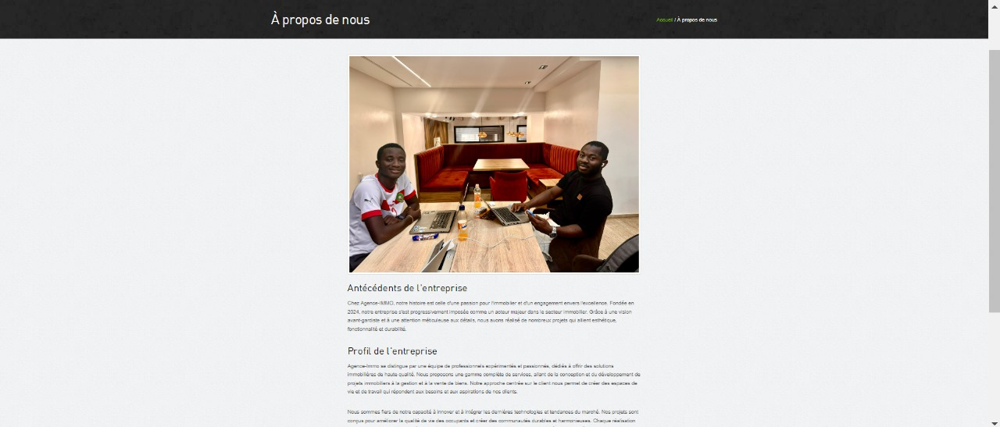 À propos de nous
Accueil / À propos de nous
Antécédents de l'entreprise
Chez Agence-IMMO, notre histoire est celle d'une passion pour l'immobilier et d'un engagement envers l'excellence. Fondée en
2024, notre entreprise s'est progressivement imposée comme un acteur majeur dans le secteur immobilier. Grâce à une vision
avant-gardiste et à une attention méticuleuse aux détails, nous avons réalisé de nombreux projets qui allient esthétique,
fonctionnalité et durabilité.
Profil de l'entreprise
Agence-Immo se distingue par une équipe de professionnels expérimentés et passionnés, dédiés à offrir des solutions
immobilières de haute qualité. Nous proposons une gamme complète de services, allant de la conception et du développement de
projets immobiliers à la gestion et à la vente de biens. Notre approche centrée sur le client nous permet de créer des espaces de
vie et de travail qui répondent aux besoins et aux aspirations de nos clients.
Nous sommes fiers de notre capacité à innover et à intégrer les dernières technologies et tendances du marché. Nos projets sont
conçus pour améliorer la qualité de vie des occupants et créer des communautés durables et harmonieuses. Chaque réalisation